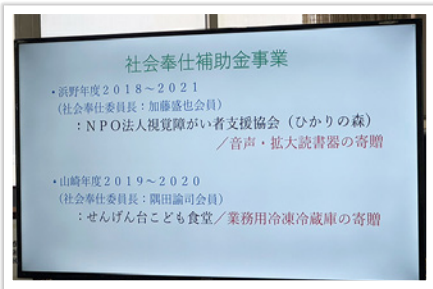 社会奉仕補助金事業
・浜野年度2018～2021
（社会奉仕委員長：加藤盛也会員）
：ＮＰＯ法人視覚障がい者支援協会（ひかりの森）
／音声・拡大読書器の寄贈
・山崎年度2019～2020
（社会奉仕委員長：隅田諭司会員）
：せんげん台こども食堂／業務用冷凍冷蔵庫の寄贈